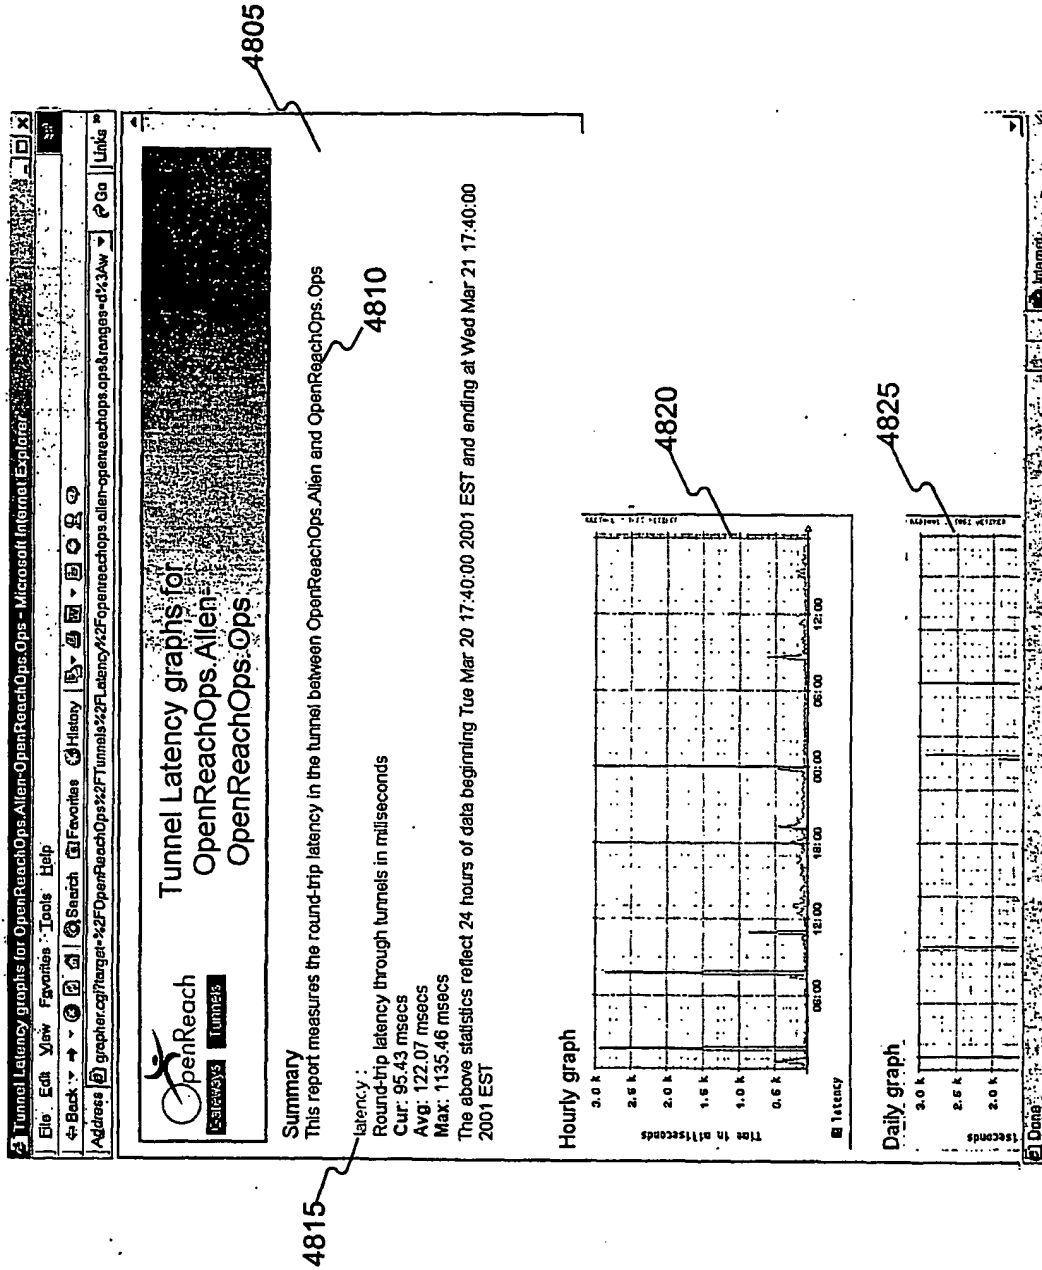 Tunnel Latency graphs for OpenReachOps.Allen-OpenReachOps.Ops - Microsoft Internet Explorer
File Edit View Favorites Tools Help
Back Search Favorites History
Address grapher.cgi?target=%2FOpenReachOps%2FTunnels%2FLatency%2Fopenreachops.allen-openreachops.ops&ranges=d%3Aw Go Links »
OpenReach
Gateways Tunnels
Tunnel Latency graphs for
OpenReachOps.Allen-
OpenReachOps.Ops
4805
Summary
This report measures the round-trip latency in the tunnel between OpenReachOps.Allen and OpenReachOps.Ops
4810
4815
latency :
Round-trip latency through tunnels in milliseconds
Cur: 95.43 msecs
Avg: 122.07 msecs
Max: 1135.46 msecs
The above statistics reflect 24 hours of data beginning Tue Mar 20 17:40:00 2001 EST and ending at Wed Mar 21 17:40:00
2001 EST
Hourly graph
4820
Time in milliseconds
3.0 k
2.5 k
2.0 k
1.5 k
1.0 k
0.5 k
06:00 12:00 18:00 00:00 06:00 12:00
latency
Daily graph
4825
3.0 k
2.5 k
2.0 k
iseconds
Done Internet